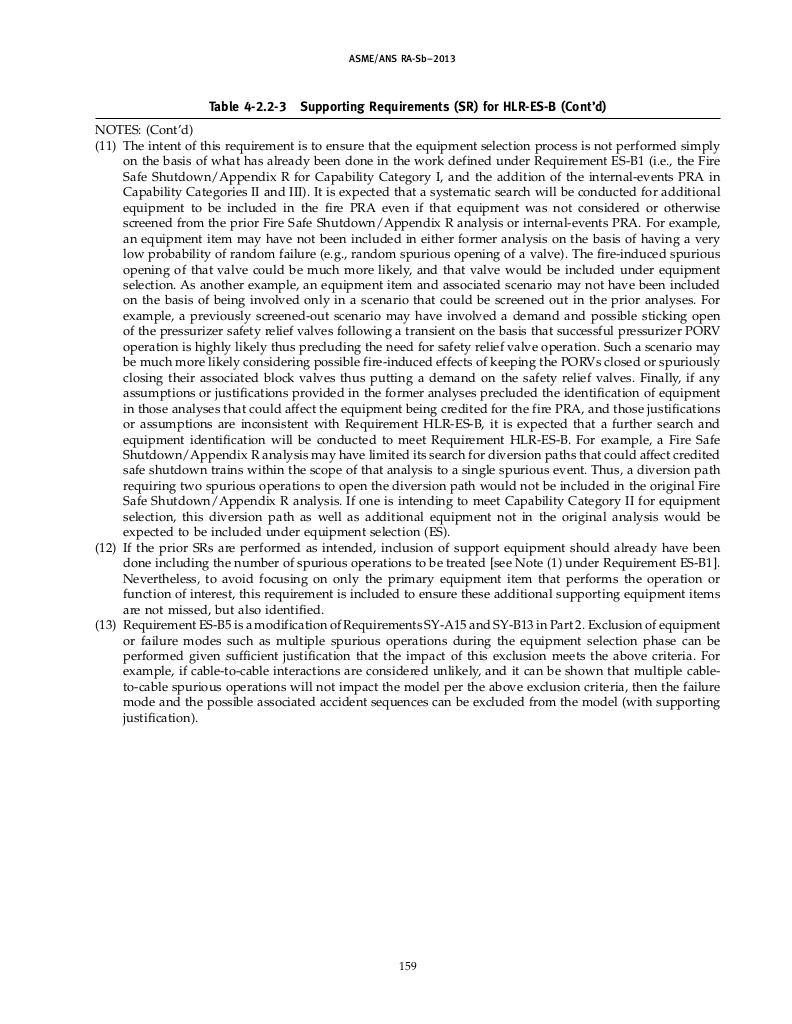 ASME/ANS RA-Sb–2013
Table 4-2.2-3 Supporting Requirements (SR) for HLR-ES-B (Cont'd)
NOTES: (Cont'd)
(11) The intent of this requirement is to ensure that the equipment selection process is not performed simply
on the basis of what has already been done in the work defined under Requirement ES-B1 (i.e., the Fire
Safe Shutdown/Appendix R for Capability Category I, and the addition of the internal-events PRA in
Capability Categories II and III). It is expected that a systematic search will be conducted for additional
equipment to be included in the fire PRA even if that equipment was not considered or otherwise
screened from the prior Fire Safe Shutdown/Appendix R analysis or internal-events PRA. For example,
an equipment item may have not been included in either former analysis on the basis of having a very
low probability of random failure (e.g., random spurious opening of a valve). The fire-induced spurious
opening of that valve could be much more likely, and that valve would be included under equipment
selection. As another example, an equipment item and associated scenario may not have been included
on the basis of being involved only in a scenario that could be screened out in the prior analyses. For
example, a previously screened-out scenario may have involved a demand and possible sticking open
of the pressurizer safety relief valves following a transient on the basis that successful pressurizer PORV
operation is highly likely thus precluding the need for safety relief valve operation. Such a scenario may
be much more likely considering possible fire-induced effects of keeping the PORVs closed or spuriously
closing their associated block valves thus putting a demand on the safety relief valves. Finally, if any
assumptions or justifications provided in the former analyses precluded the identification of equipment
in those analyses that could affect the equipment being credited for the fire PRA, and those justifications
or assumptions are inconsistent with Requirement HLR-ES-B, it is expected that a further search and
equipment identification will be conducted to meet Requirement HLR-ES-B. For example, a Fire Safe
Shutdown/Appendix R analysis may have limited its search for diversion paths that could affect credited
safe shutdown trains within the scope of that analysis to a single spurious event. Thus, a diversion path
requiring two spurious operations to open the diversion path would not be included in the original Fire
Safe Shutdown/Appendix R analysis. If one is intending to meet Capability Category II for equipment
selection, this diversion path as well as additional equipment not in the original analysis would be
expected to be included under equipment selection (ES).
(12) If the prior SRs are performed as intended, inclusion of support equipment should already have been
done including the number of spurious operations to be treated [see Note (1) under Requirement ES-B1].
Nevertheless, to avoid focusing on only the primary equipment item that performs the operation or
function of interest, this requirement is included to ensure these additional supporting equipment items
are not missed, but also identified.
(13) Requirement ES-B5 is a modification of Requirements SY-A15 and SY-B13 in Part 2. Exclusion of equipment
or failure modes such as multiple spurious operations during the equipment selection phase can be
performed given sufficient justification that the impact of this exclusion meets the above criteria. For
example, if cable-to-cable interactions are considered unlikely, and it can be shown that multiple cable-
to-cable spurious operations will not impact the model per the above exclusion criteria, then the failure
mode and the possible associated accident sequences can be excluded from the model (with supporting
justification).
159